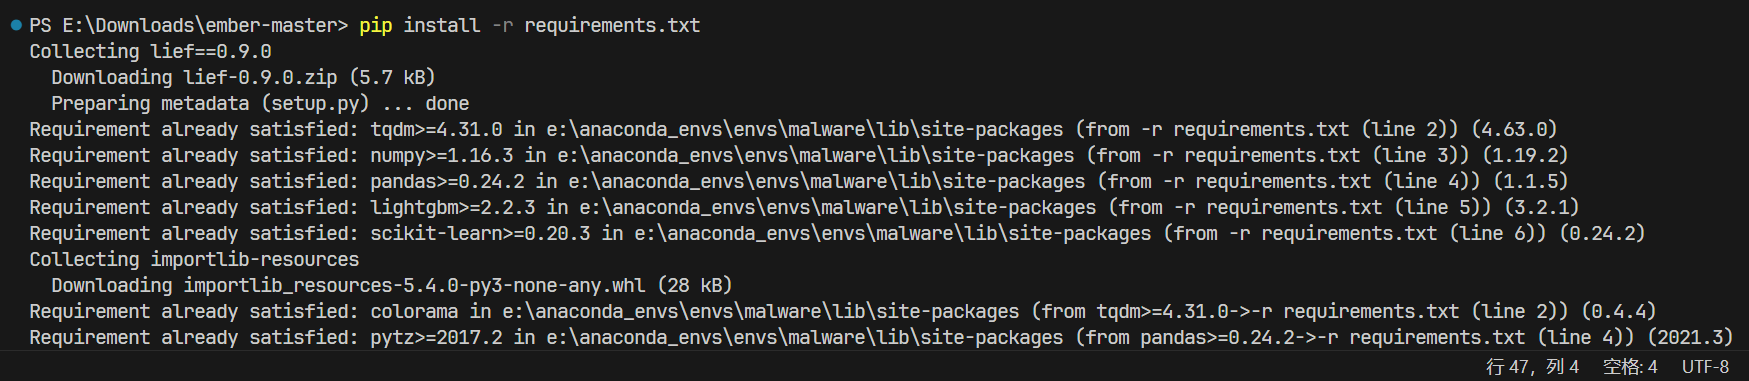 PS E:\Downloads\ember-master> pip install -r requirements.txt
Collecting lief==0.9.0
  Downloading lief-0.9.0.zip (5.7 kB)
  Preparing metadata (setup.py) ... done
Requirement already satisfied: tqdm>=4.31.0 in e:\anaconda_envs\envs\malware\lib\site-packages (from -r requirements.txt (line 2)) (4.63.0)
Requirement already satisfied: numpy>=1.16.3 in e:\anaconda_envs\envs\malware\lib\site-packages (from -r requirements.txt (line 3)) (1.19.2)
Requirement already satisfied: pandas>=0.24.2 in e:\anaconda_envs\envs\malware\lib\site-packages (from -r requirements.txt (line 4)) (1.1.5)
Requirement already satisfied: lightgbm>=2.2.3 in e:\anaconda_envs\envs\malware\lib\site-packages (from -r requirements.txt (line 5)) (3.2.1)
Requirement already satisfied: scikit-learn>=0.20.3 in e:\anaconda_envs\envs\malware\lib\site-packages (from -r requirements.txt (line 6)) (0.24.2)
Collecting importlib-resources
  Downloading importlib_resources-5.4.0-py3-none-any.whl (28 kB)
Requirement already satisfied: colorama in e:\anaconda_envs\envs\malware\lib\site-packages (from tqdm>=4.31.0->-r requirements.txt (line 2)) (0.4.4)
Requirement already satisfied: pytz>=2017.2 in e:\anaconda_envs\envs\malware\lib\site-packages (from pandas>=0.24.2->-r requirements.txt (line 4)) (2021.3)
行 47，列 4 空格: 4 UTF-8